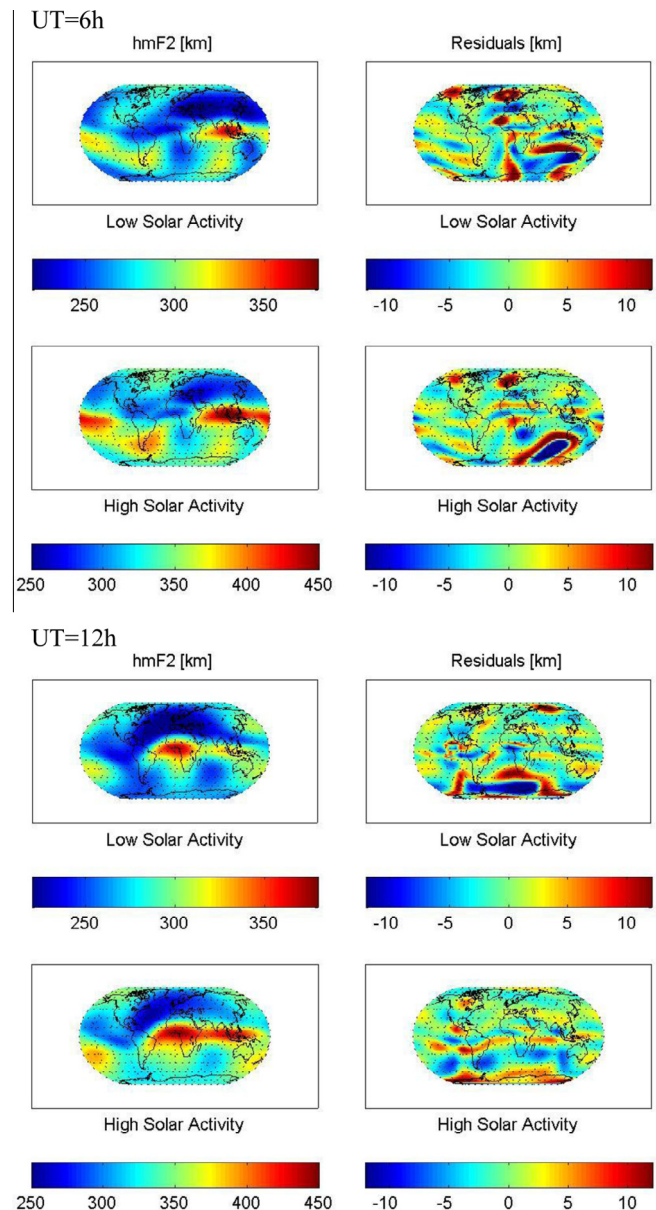 UT=6h
hmF2 [km]
Residuals [km]
Low Solar Activity
Low Solar Activity
250 300 350
-10 -5 0 5 10
High Solar Activity
High Solar Activity
250 300 350 400 450
-10 -5 0 5 10
UT=12h
hmF2 [km]
Residuals [km]
Low Solar Activity
Low Solar Activity
250 300 350
-10 -5 0 5 10
High Solar Activity
High Solar Activity
250 300 350 400 450
-10 -5 0 5 10